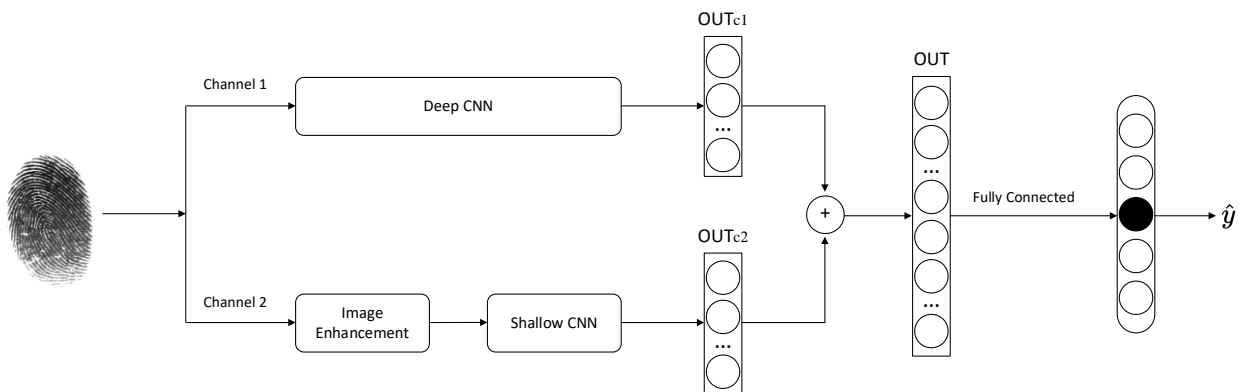 OUTc1
OUT
Channel 1
Deep CNN
...
...
+
Fully Connected
ŷ
OUTc2
...
Channel 2
Image
Enhancement
Shallow CNN
...
...